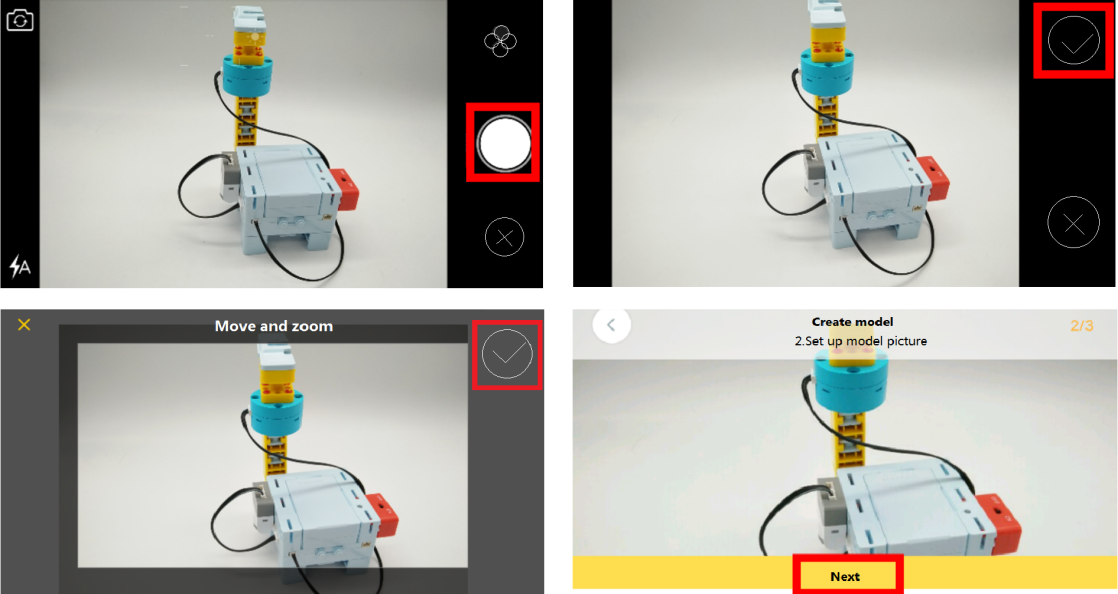 A
Move and zoom
Create model
2.Set up model picture
2/3
Next